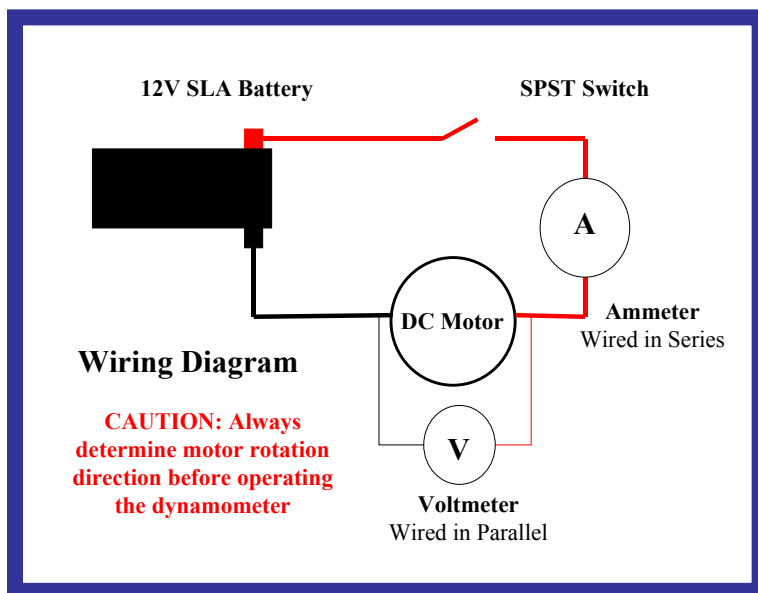 12V SLA Battery
SPST Switch
A
DC Motor
Ammeter
Wired in Series
Wiring Diagram
CAUTION: Always
determine motor rotation
direction before operating
the dynamometer
V
Voltmeter
Wired in Parallel